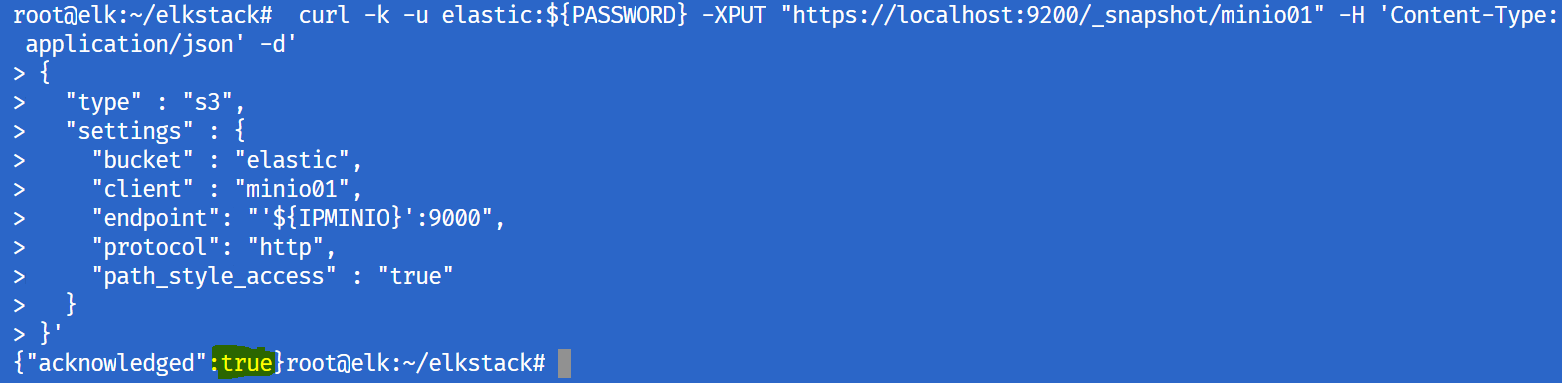 root@elk:~/elkstack#  curl -k -u elastic:${PASSWORD} -XPUT "https://localhost:9200/_snapshot/minio01" -H 'Content-Type:
 application/json' -d'
> {
>   "type" : "s3",
>   "settings" : {
>     "bucket" : "elastic",
>     "client" : "minio01",
>     "endpoint": "'${IPMINIO}':9000",
>     "protocol": "http",
>     "path_style_access" : "true"
>   }
> }'
{"acknowledged":true}root@elk:~/elkstack#